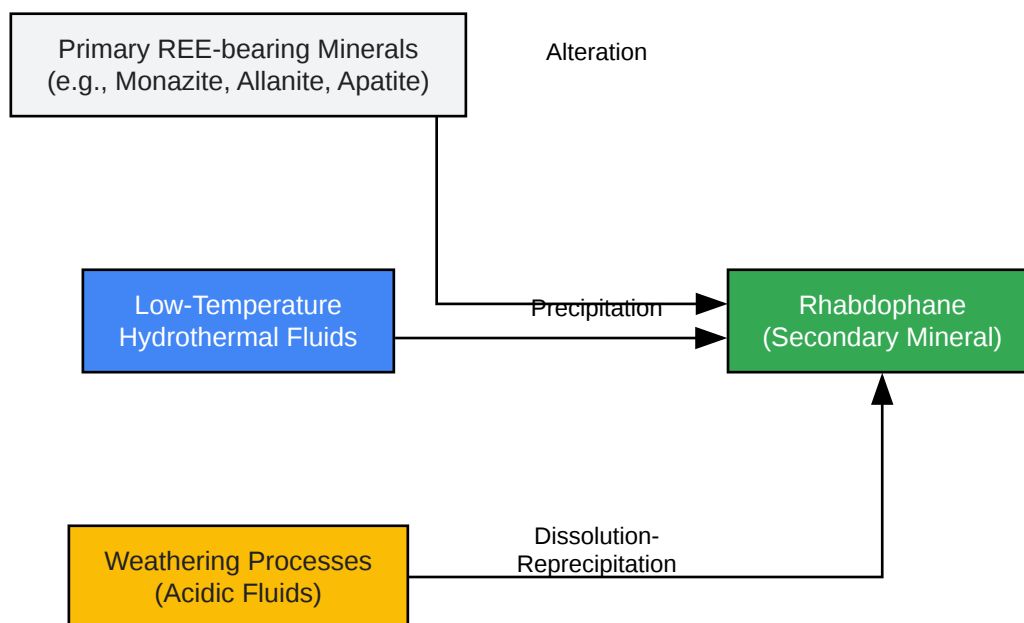 Primary REE-bearing Minerals
(e.g., Monazite, Allanite, Apatite)
Alteration
Low-Temperature
Hydrothermal Fluids
Precipitation
Rhabdophane
(Secondary Mineral)
Weathering Processes
(Acidic Fluids)
Dissolution-
Reprecipitation